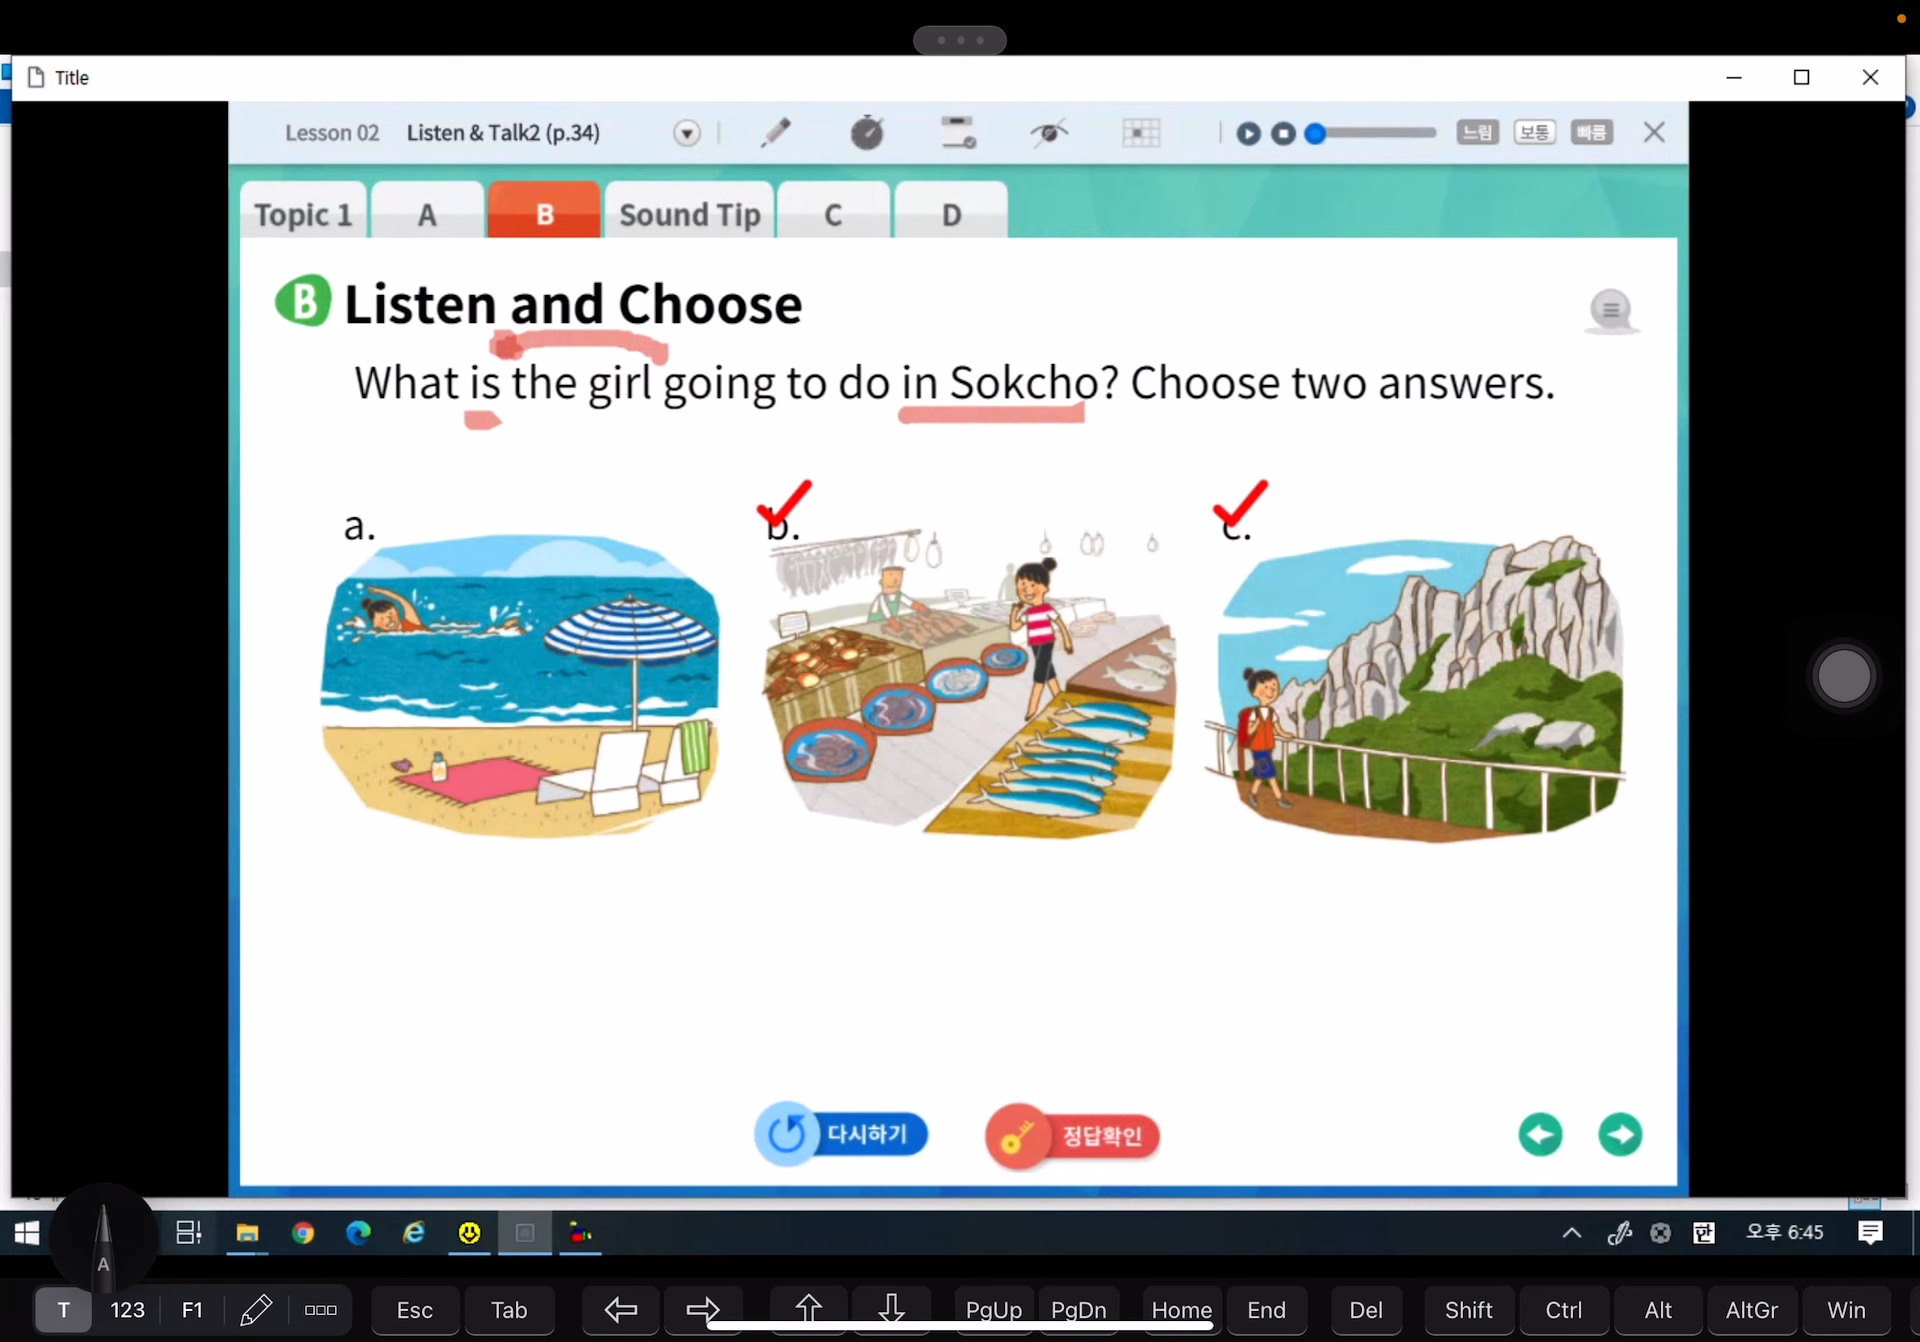 Title
Lesson 02 Listen & Talk2 (p.34) 느림 보통 빠름
Topic 1 A B Sound Tip C D
B Listen and Choose
What is the girl going to do in Sokcho? Choose two answers.
a. b. c.
다시하기 정답확인
한 오후 6:45
A
T 123 F1 Esc Tab PgUp PgDn Home End Del Shift Ctrl Alt AltGr Win